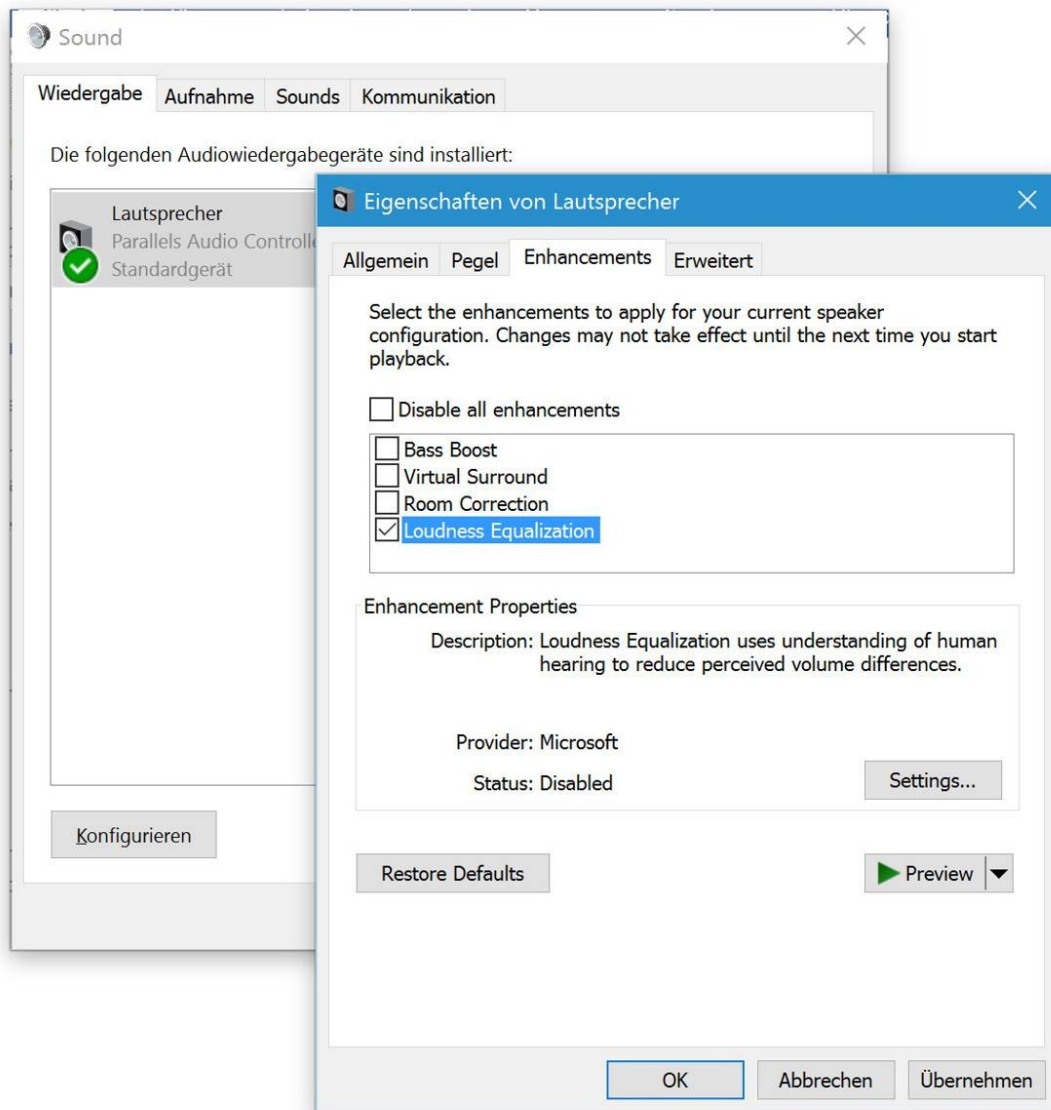 Sound
Wiedergabe Aufnahme Sounds Kommunikation
Die folgenden Audiowiedergabegeräte sind installiert:
Lautsprecher
Parallels Audio
Standardgerät
Konfigurieren
Eigenschaften von Lautsprecher
Allgemein Pegel Enhancements Erweitert
Select the enhancements to apply for your current speaker
configuration. Changes may not take effect until the next time you start
playback.
Disable all enhancements
Bass Boost
Virtual Surround
Room Correction
Loudness Equalization
Enhancement Properties
Description: Loudness Equalization uses understanding of human
hearing to reduce perceived volume differences.
Provider: Microsoft
Status: Disabled
Settings...
Restore Defaults
Preview
OK Abbrechen Übernehmen